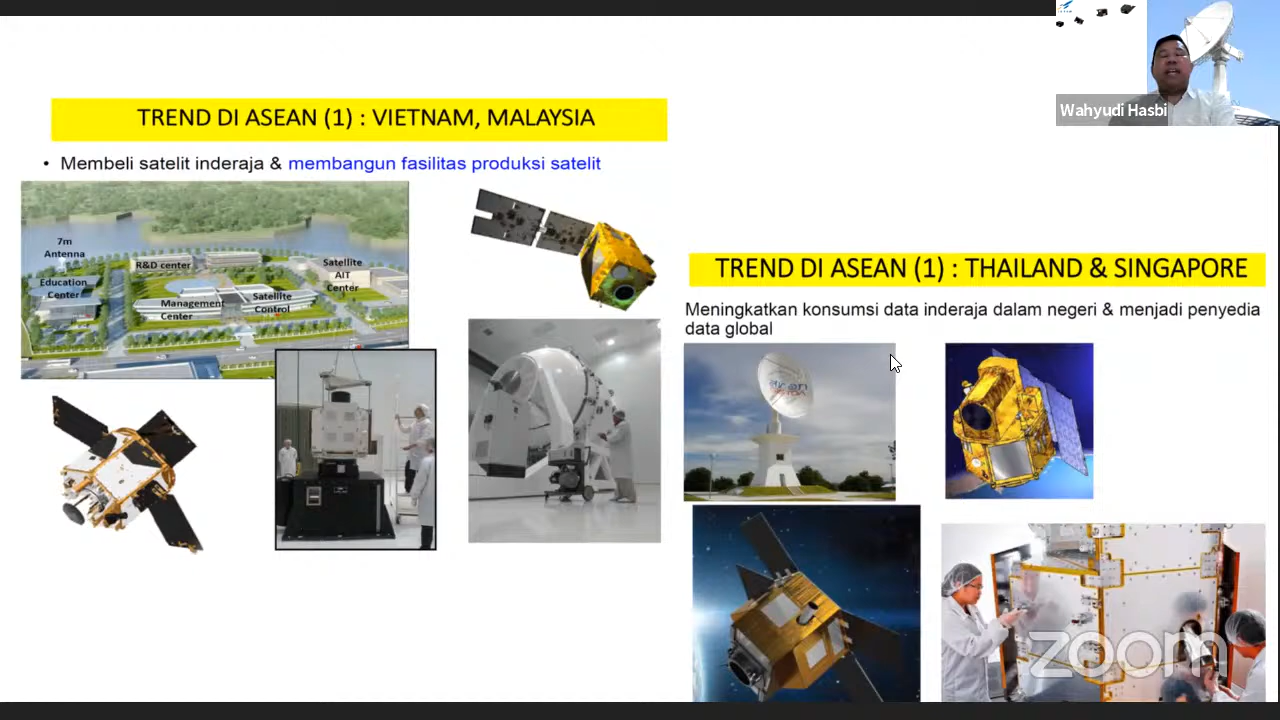 Wahyudi Hasbi
TREND DI ASEAN (1) : VIETNAM, MALAYSIA
• Membeli satelit inderaja & membangun fasilitas produksi satelit
7m
Antenna
R&D center
Education
Center
Management
Center
Satellite
Control
Satellite
AIT
Center
TREND DI ASEAN (1) : THAILAND & SINGAPORE
Meningkatkan konsumsi data inderaja dalam negeri & menjadi penyedia
data global
zoom